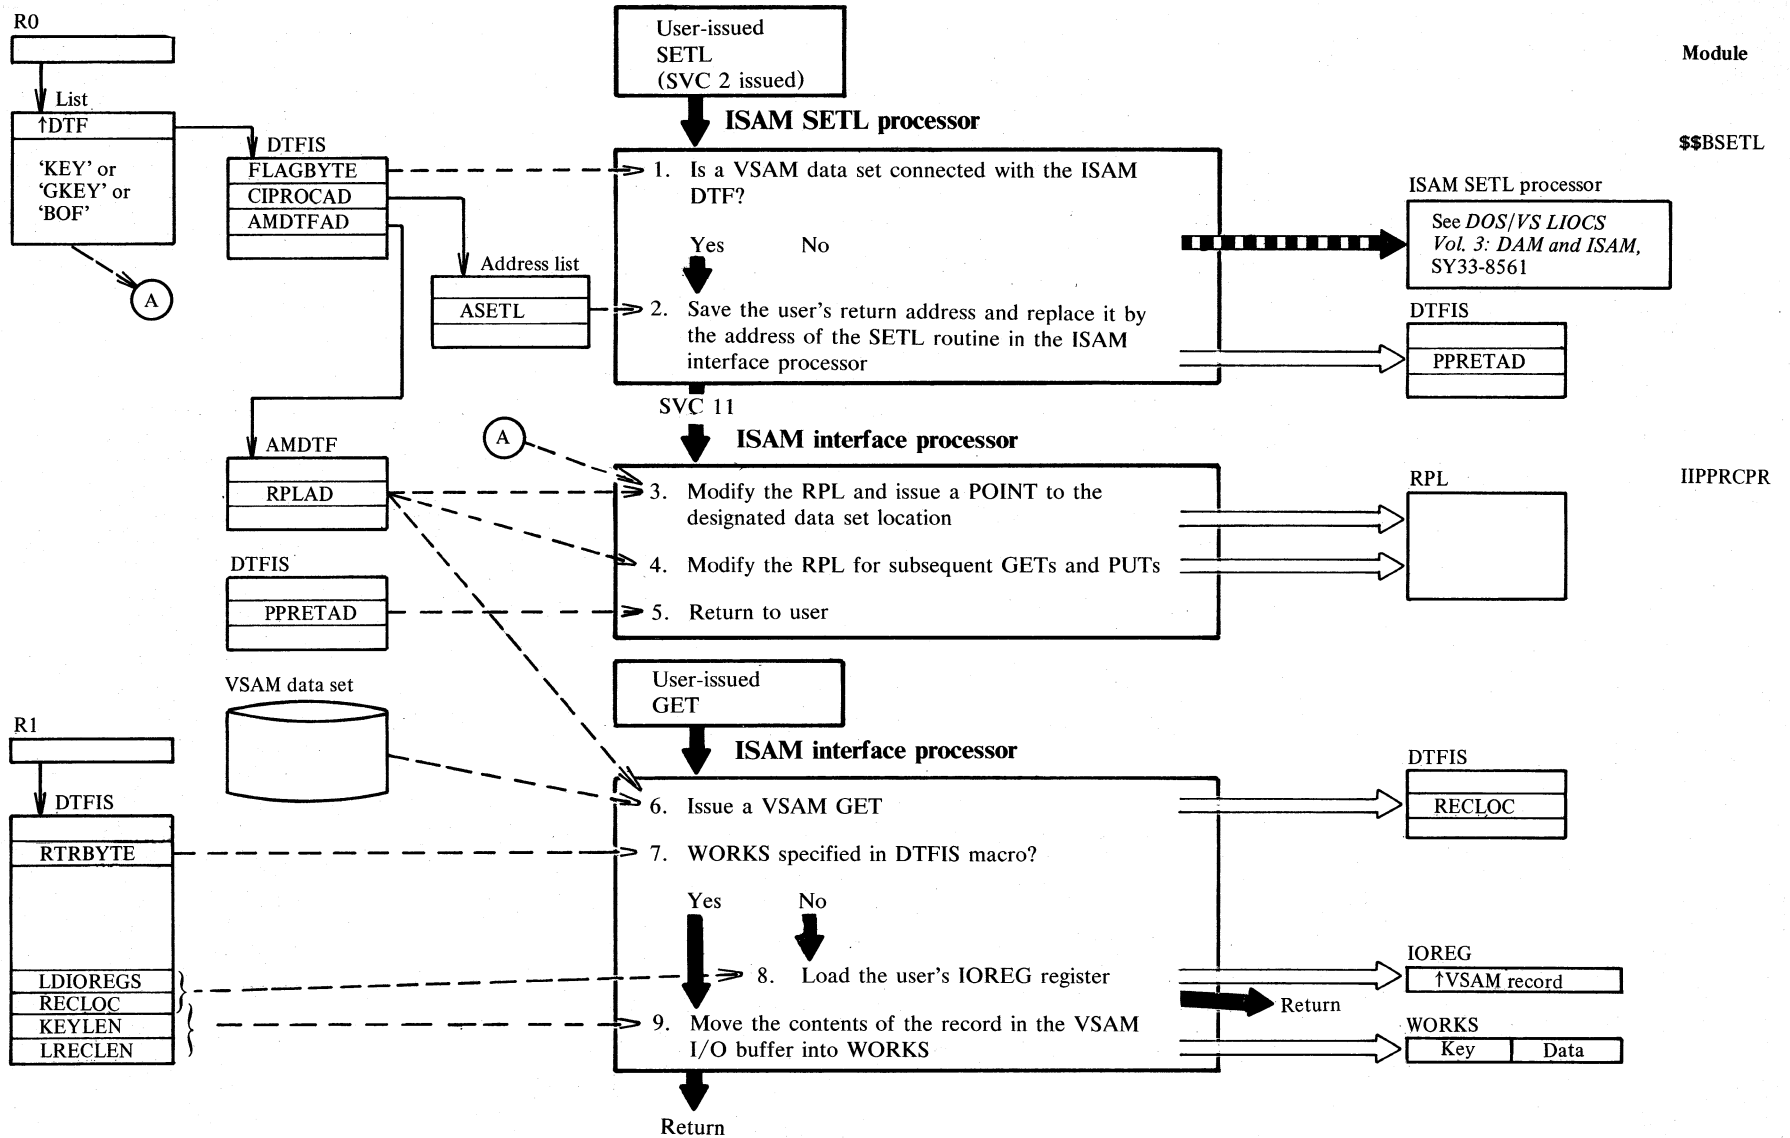 R0
List
↑DTF
'KEY' or
'GKEY' or
'BOF'
A
DTFIS
FLAGBYTE
CIPROCAD
AMDTFAD
Address list
ASETL
User-issued
SETL
(SVC 2 issued)
ISAM SETL processor
1. Is a VSAM data set connected with the ISAM
DTF?
Yes No
2. Save the user's return address and replace it by
the address of the SETL routine in the ISAM
interface processor
Module
$$BSETL
ISAM SETL processor
See DOS/VS LIOCS
Vol. 3: DAM and ISAM,
SY33-8561
DTFIS
PPRETAD
SVC 11
A
ISAM interface processor
AMDTF
RPLAD
3. Modify the RPL and issue a POINT to the
designated data set location
4. Modify the RPL for subsequent GETs and PUTs
5. Return to user
RPL
IIPPRCPR
DTFIS
PPRETAD
VSAM data set
User-issued
GET
ISAM interface processor
R1
DTFIS
RTRBYTE
LDIOREGS
RECLOC
KEYLEN
LRECLEN
6. Issue a VSAM GET
7. WORKS specified in DTFIS macro?
Yes No
8. Load the user's IOREG register
9. Move the contents of the record in the VSAM
I/O buffer into WORKS
DTFIS
RECLOC
IOREG
↑VSAM record
Return
WORKS
Key Data
Return